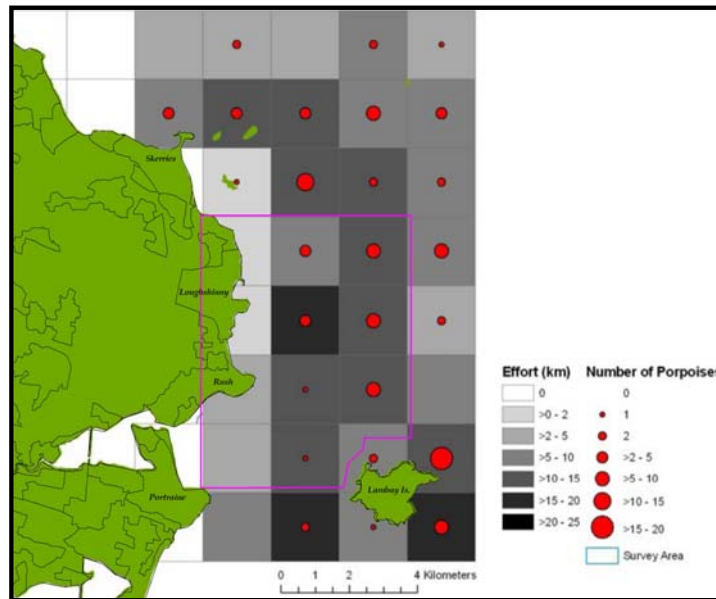 Skerries
Loughshinny
Rush
Portraine
Lambay Is.
Effort (km) Number of Porpoises
0 0
>0 - 2 1
>2 - 5 2
>5 - 10 >2 - 5
>10 - 15 >5 - 10
>15 - 20 >10 - 15
>20 - 25 >15 - 20
Survey Area
0 1 2 4 Kilometers